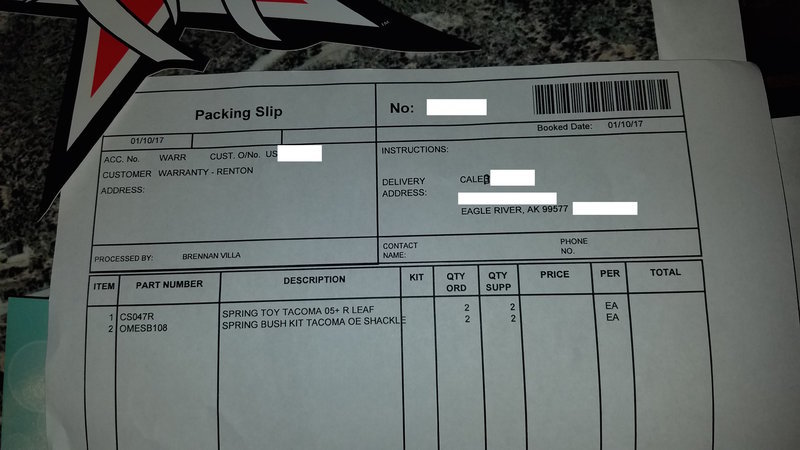 Packing Slip
No:
01/10/17
Booked Date: 01/10/17
ACC. No. WARR CUST. O/No. US
CUSTOMER WARRANTY - RENTON
ADDRESS:
INSTRUCTIONS:
DELIVERY ADDRESS:
CALEB
EAGLE RIVER, AK 99577
PROCESSED BY: BRENNAN VILLA
CONTACT NAME:
PHONE NO.
ITEM PART NUMBER DESCRIPTION KIT QTY ORD QTY SUPP PRICE PER TOTAL
1 CS047R SPRING TOY TACOMA 05+ R LEAF 2 2 EA
2 OMESB108 SPRING BUSH KIT TACOMA OE SHACKLE 2 2 EA